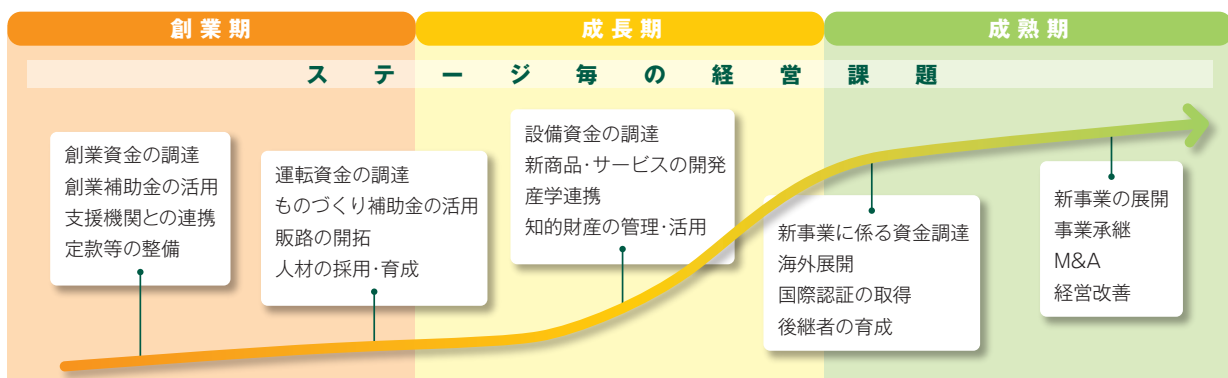 創業期
成長期
成熟期
ステージ毎の経営課題
創業資金の調達
創業補助金の活用
支援機関との連携
定款等の整備
運転資金の調達
ものづくり補助金の活用
販路の開拓
人材の採用・育成
設備資金の調達
新商品・サービスの開発
産学連携
知的財産の管理・活用
新事業に係る資金調達
海外展開
国際認証の取得
後継者の育成
新事業の展開
事業承継
M&A
経営改善